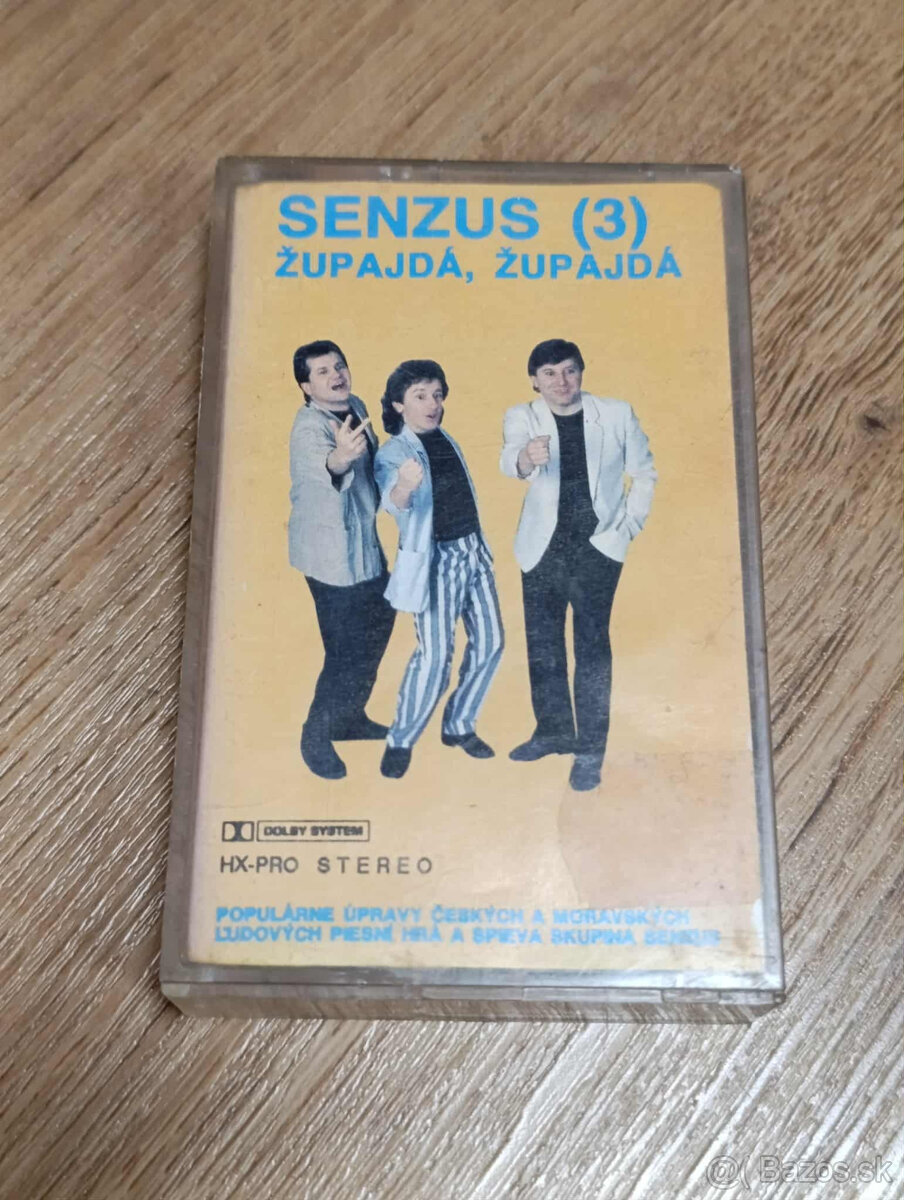 SENZUS (3)
ŽUPAJDÁ, ŽUPAJDÁ
DOLBY SYSTEM
HX-PRO STEREO
POPULÁRNE ÚPRAVY ČESKÝCH A MORAVSKÝCH
ĽUDOVÝCH PIESNÍ HRÁ A SPIEVA SKUPINA SENZUS
@( Bazos.sk